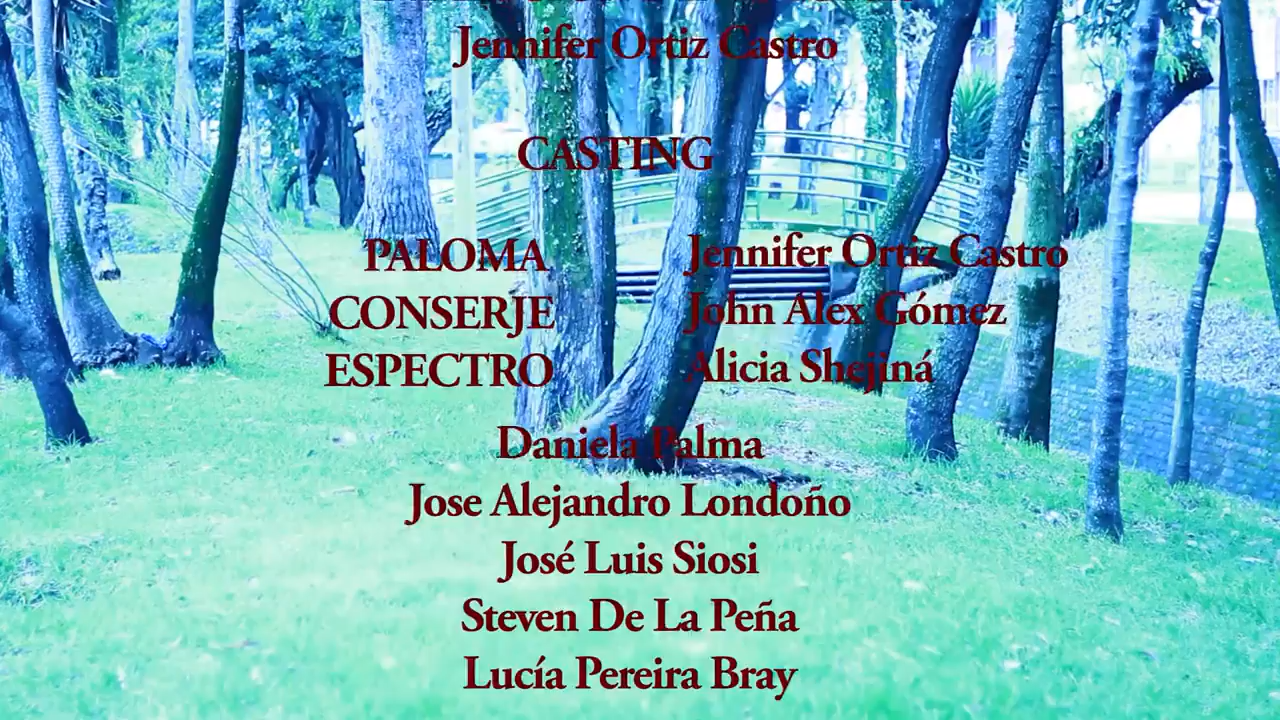 Jennifer Ortiz Castro
CASTING
PALOMA Jennifer Ortiz Castro
CONSERJE John Alex Gómez
ESPECTRO Alicia Shejiná
Daniela Palma
Jose Alejandro Londoño
José Luis Siosi
Steven De La Peña
Lucía Pereira Bray